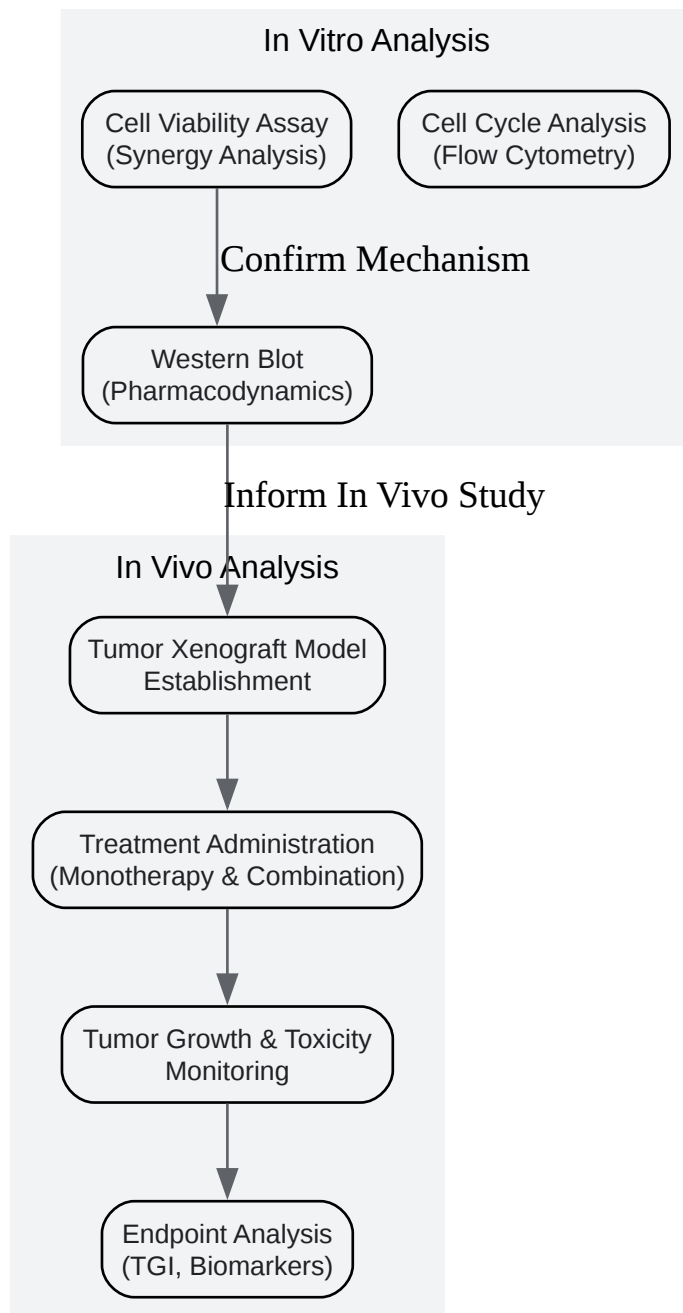 In Vitro Analysis
Cell Viability Assay
(Synergy Analysis)
Cell Cycle Analysis
(Flow Cytometry)
Confirm Mechanism
Western Blot
(Pharmacodynamics)
Inform In Vivo Study
In Vivo Analysis
Tumor Xenograft Model
Establishment
Treatment Administration
(Monotherapy & Combination)
Tumor Growth & Toxicity
Monitoring
Endpoint Analysis
(TGI, Biomarkers)